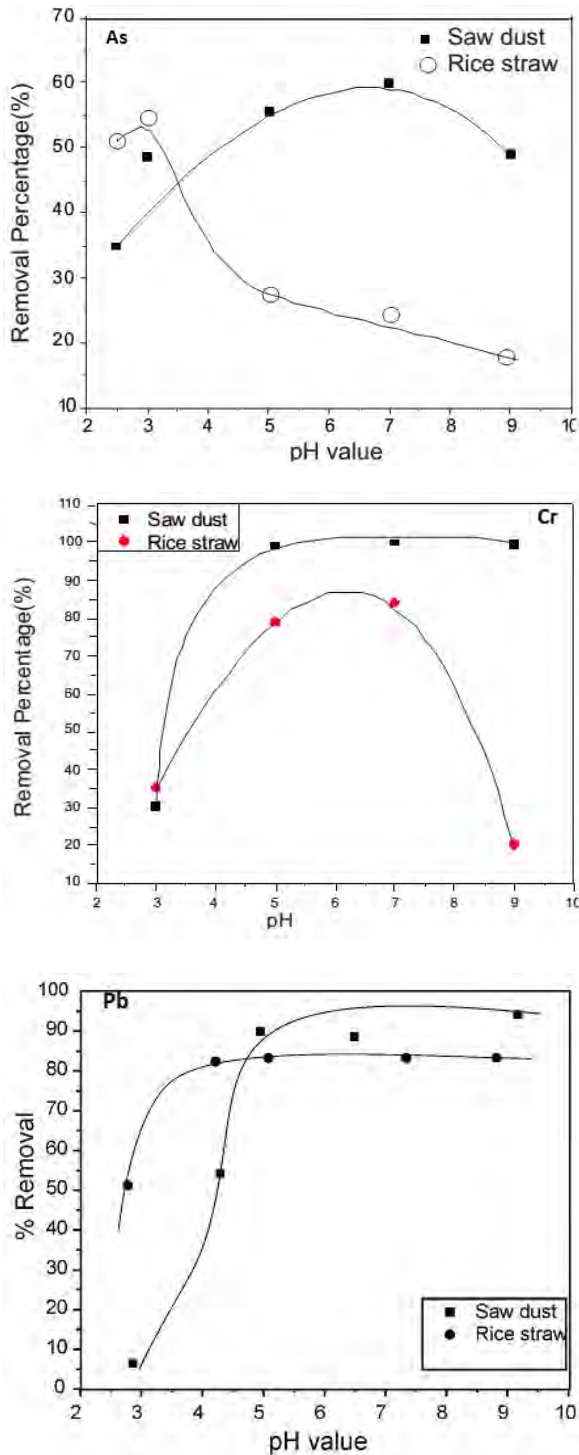 As
Saw dust
Rice straw
Removal Percentage(%)
70
60
50
40
30
20
10
2 3 4 5 6 7 8 9 10
pH value
Cr
Saw dust
Rice straw
Removal Percentage(%)
110
100
90
80
70
60
50
40
30
20
10
2 3 4 5 6 7 8 9 10
pH
Pb
% Removal
100
90
80
70
60
50
40
30
20
10
0
Saw dust
Rice straw
2 3 4 5 6 7 8 9 10
pH value